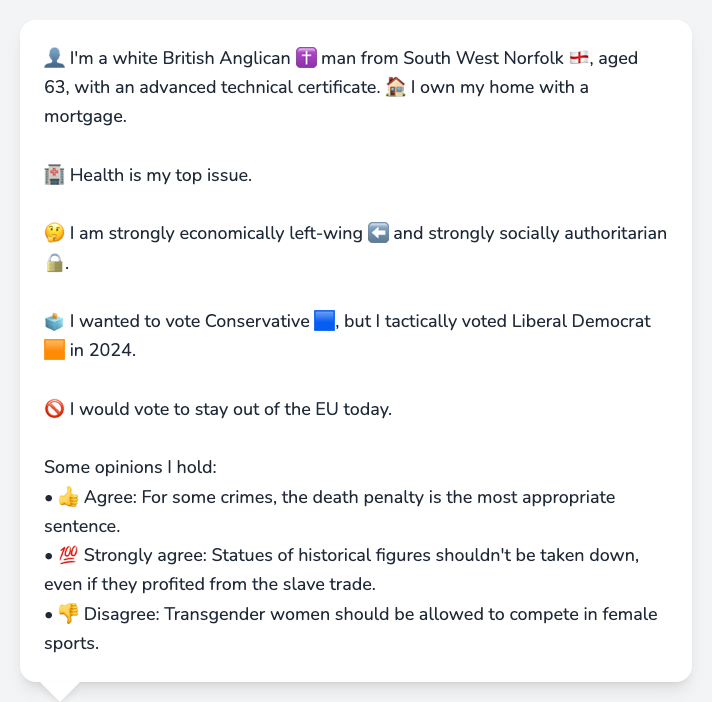 👤 I'm a white British Anglican ✝️ man from South West Norfolk 🏴󠁧󠁢󠁥󠁮󠁧󠁿, aged
63, with an advanced technical certificate. 🏠 I own my home with a
mortgage.
🏥 Health is my top issue.
🤔 I am strongly economically left-wing ⬅️ and strongly socially authoritarian
🔒.
🗳️ I wanted to vote Conservative 🟦, but I tactically voted Liberal Democrat
🟧 in 2024.
🚫 I would vote to stay out of the EU today.
Some opinions I hold:
• 👍 Agree: For some crimes, the death penalty is the most appropriate
sentence.
• 💯 Strongly agree: Statues of historical figures shouldn't be taken down,
even if they profited from the slave trade.
• 👎 Disagree: Transgender women should be allowed to compete in female
sports.